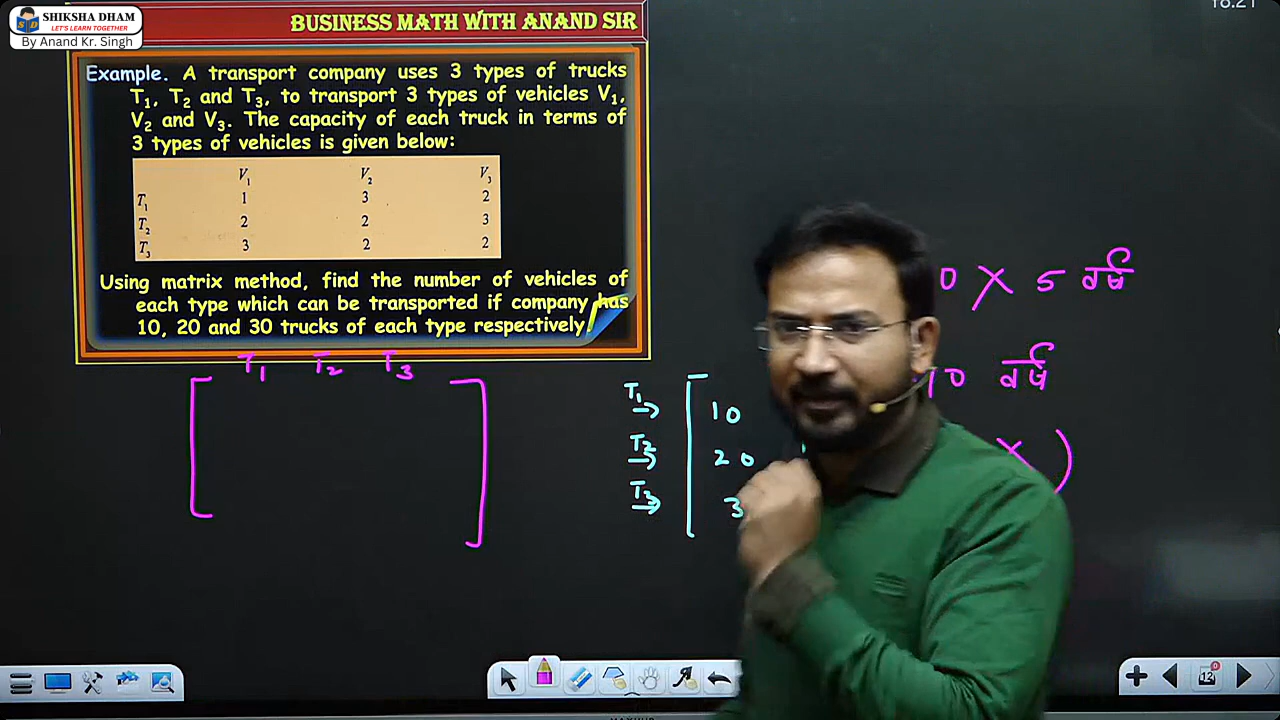 SHIKSHA DHAM
LET'S LEARN TOGETHER
By Anand Kr. Singh
BUSINESS MATH WITH ANAND SIR
18:21
Example. A transport company uses 3 types of trucks
T1, T2 and T3, to transport 3 types of vehicles V1,
V2 and V3. The capacity of each truck in terms of
3 types of vehicles is given below:
V1 V2 V3
T1 1 3 2
T2 2 2 3
T3 3 2 2
Using matrix method, find the number of vehicles of
each type which can be transported if company has
10, 20 and 30 trucks of each type respectively
T1 T2 T3
T1 → 10
T2 → 20
T3 → 3
0 × 5 वर्ष
10 वर्ष
× )
12